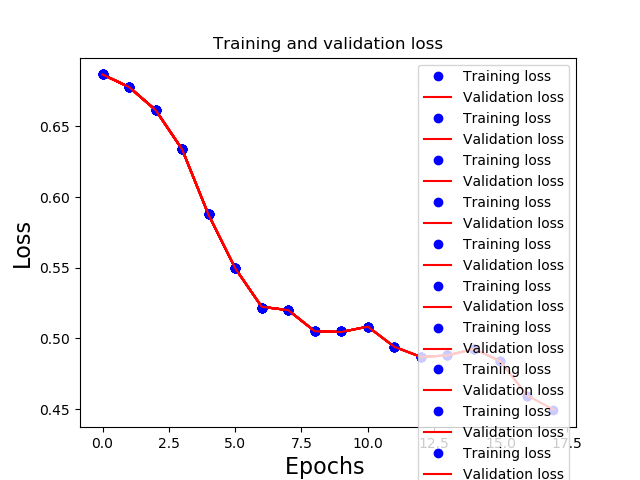 Training and validation loss
Loss
0.65
0.60
0.55
0.50
0.45
0.0 2.5 5.0 7.5 10.0 12.5 15.0 17.5
Epochs
Training loss
Validation loss
Training loss
Validation loss
Training loss
Validation loss
Training loss
Validation loss
Training loss
Validation loss
Training loss
Validation loss
Training loss
Validation loss
Training loss
Validation loss
Training loss
Validation loss
Training loss
Validation loss